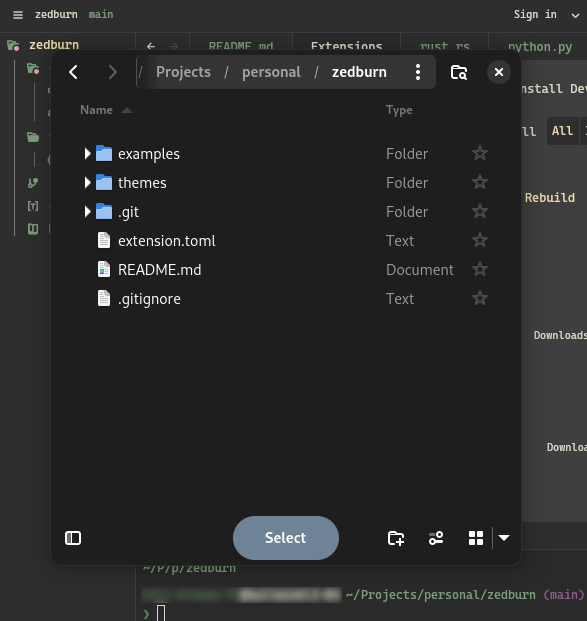 zedburn main Sign in
zedburn
README.md Extensions rust.rs python.py
/ Projects / personal / zedburn
Install Dev
Name Type
ll All
examples Folder
themes Folder
Rebuild
.git Folder
extension.toml Text
README.md Document
.gitignore Text
Downloads
Downloa
Select
~/P/p/zedburn
~/Projects/personal/zedburn (main)
❯